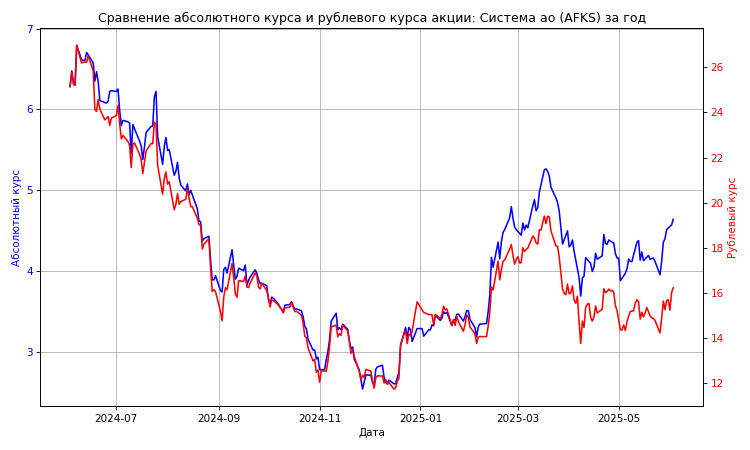 Сравнение абсолютного курса и рублевого курса акции: Система ао (AFKS) за год
7
6
5
4
3
Абсолютный курс
26
24
22
20
18
16
14
12
Рублевый курс
2024-07 2024-09 2024-11 2025-01 2025-03 2025-05
Дата